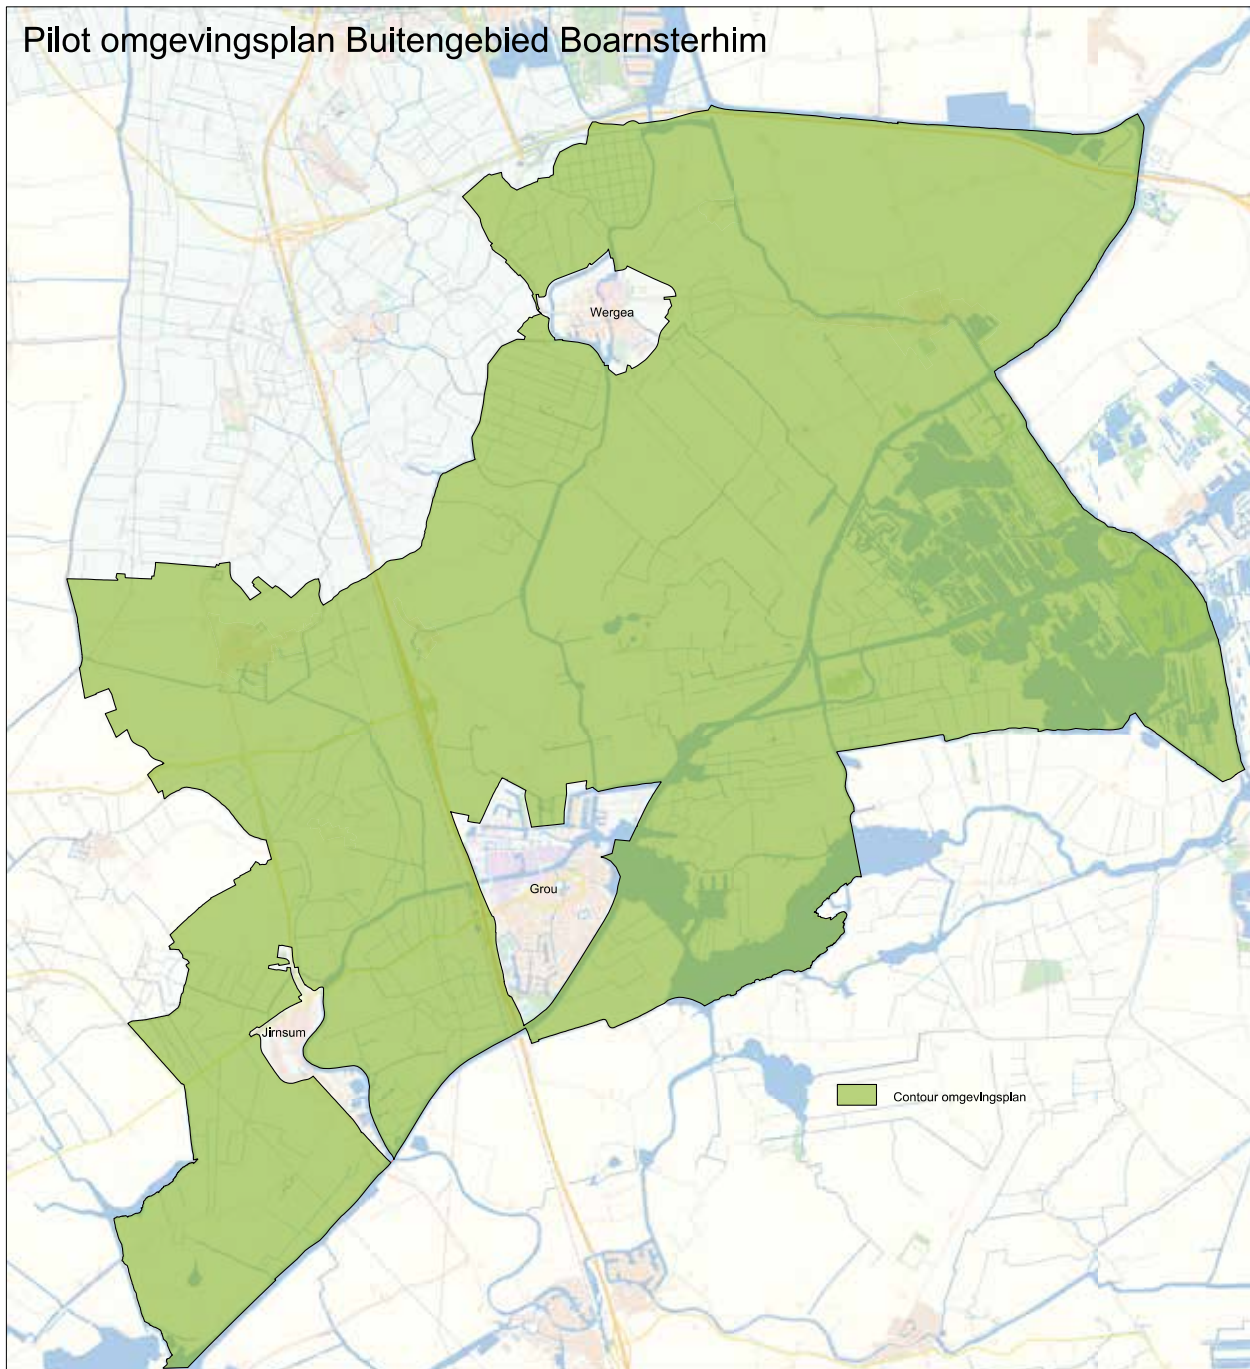 Pilot omgevingsplan Buitengebied Boarnsterhim
Wergea
Grou
Jirnsum
Contour omgevingsplan